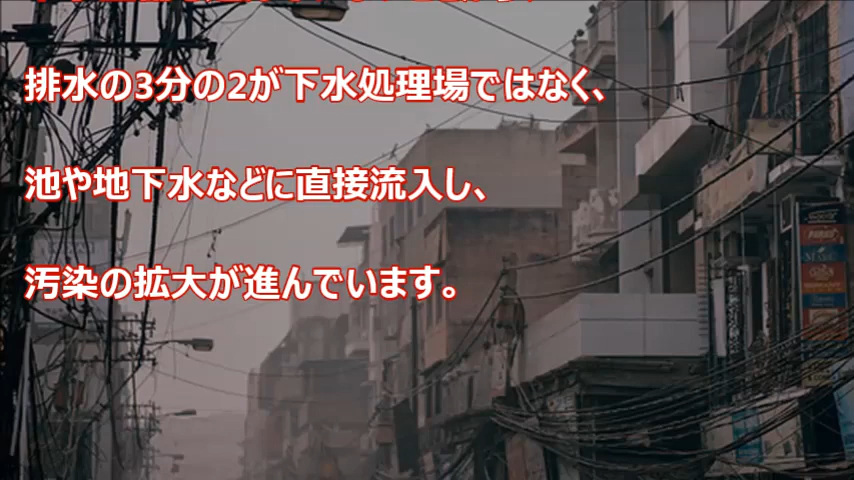 排水の3分の2が下水処理場ではなく、
池や地下水などに直接流入し、
汚染の拡大が進んでいます。